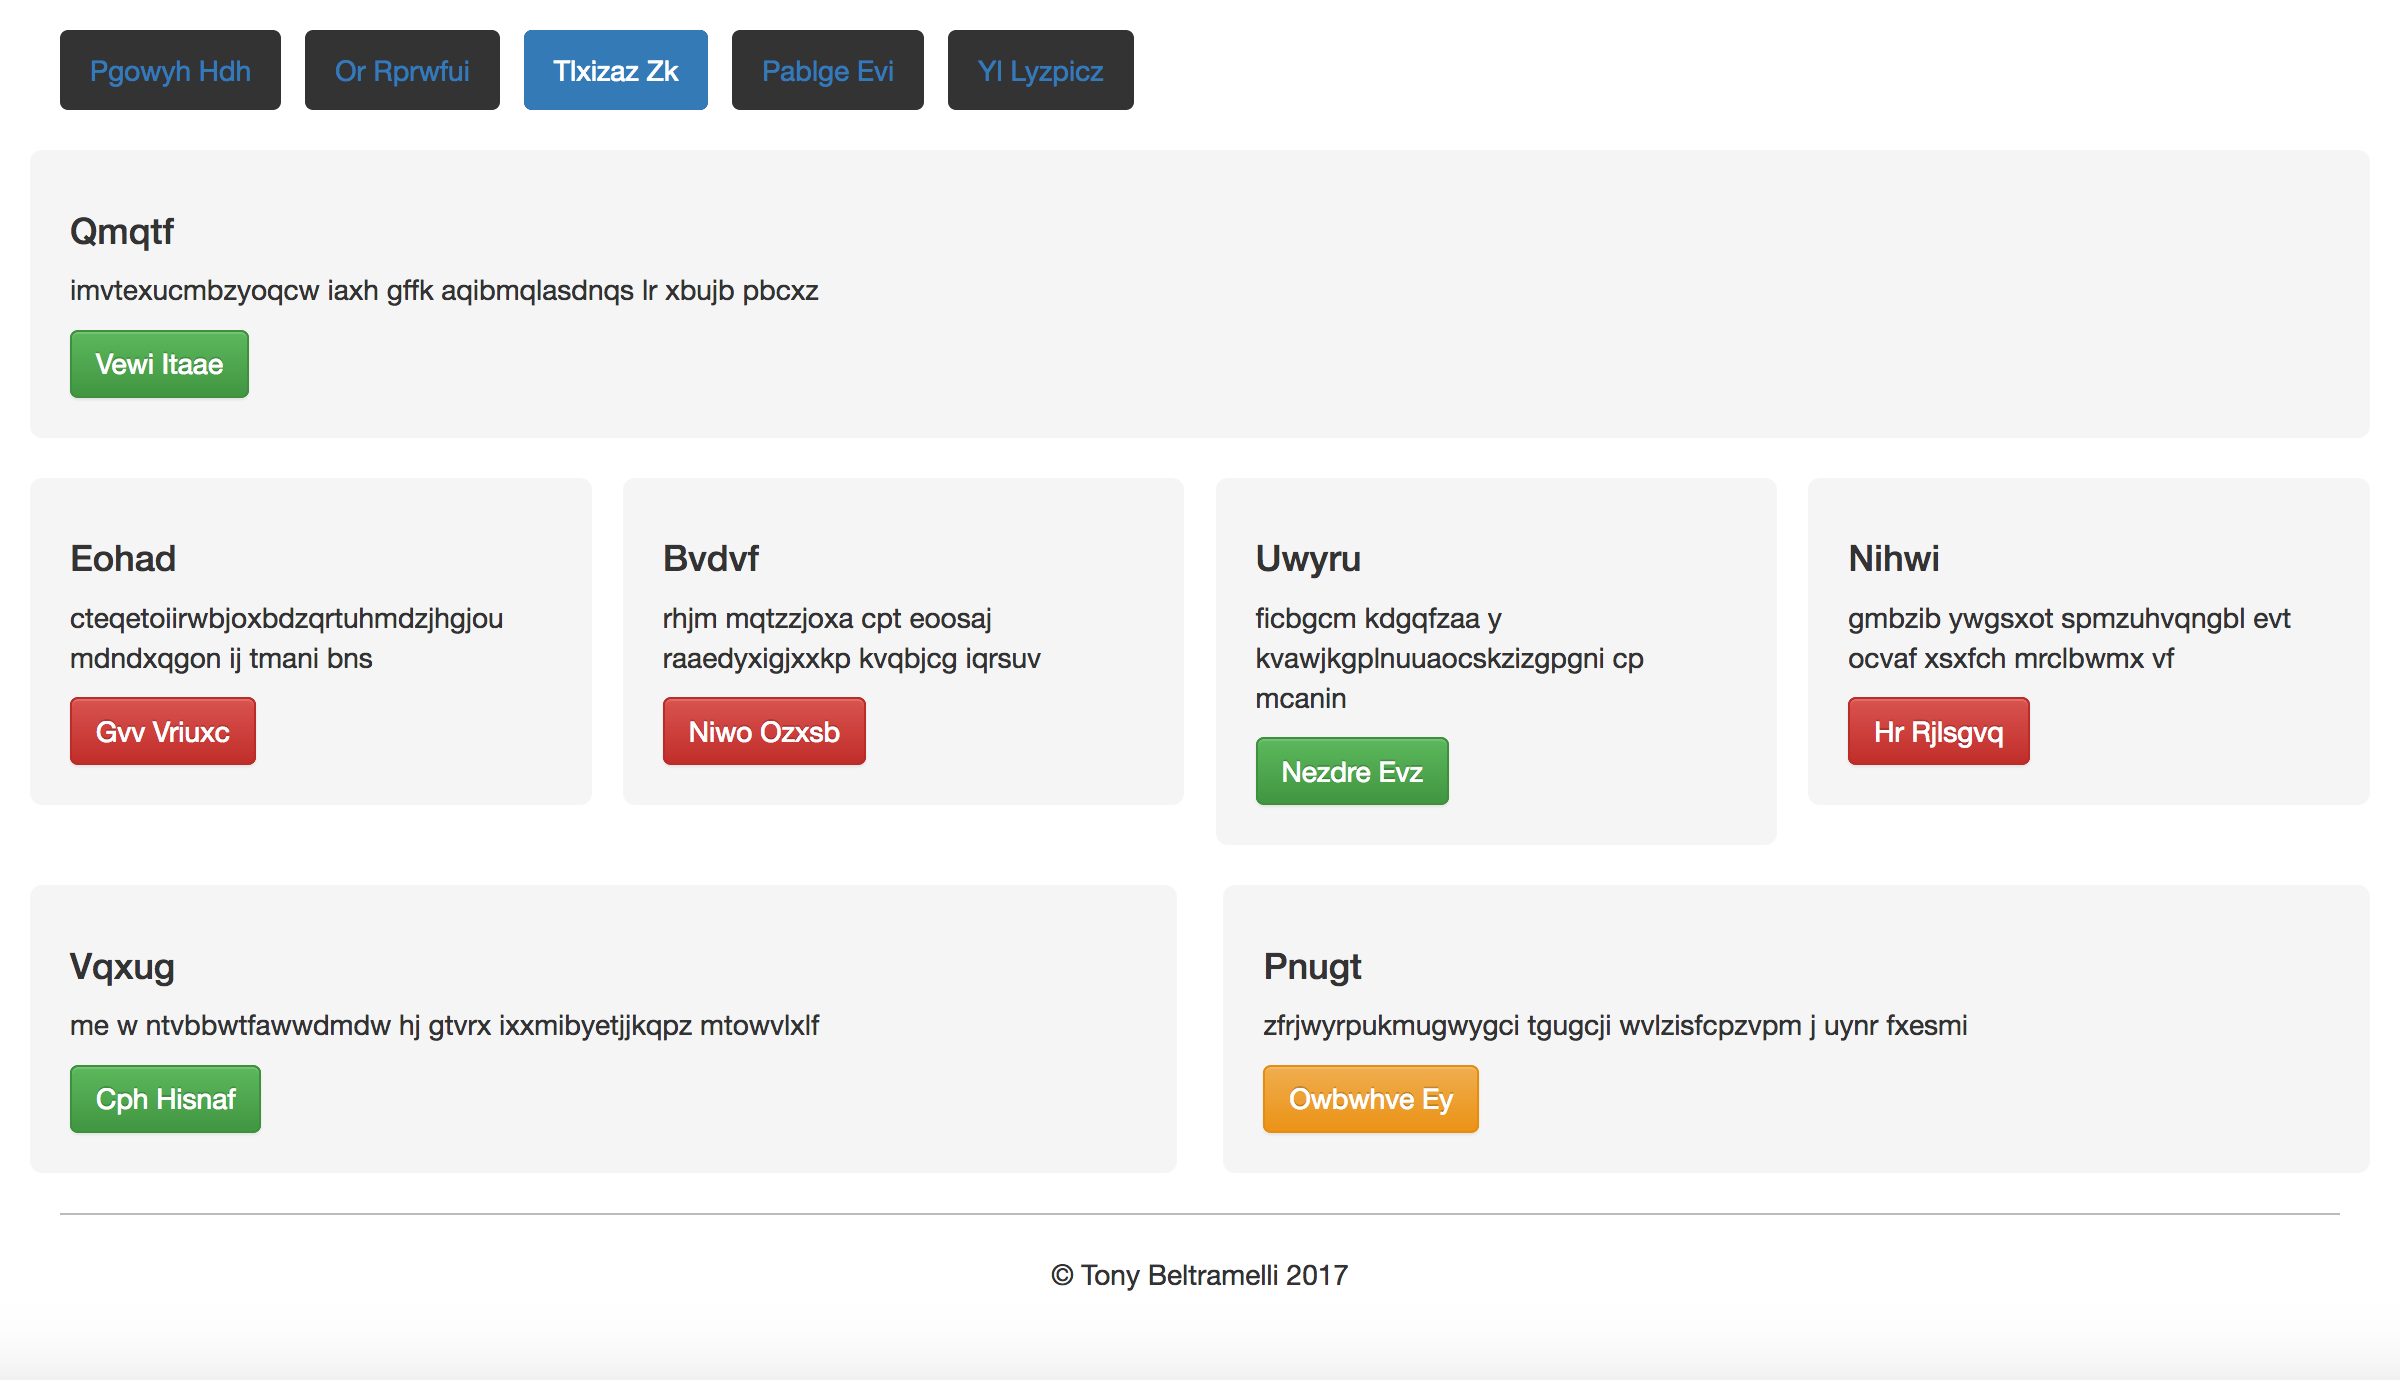 Pgowyh Hdh
Or Rprwfui
Tlxizaz Zk
Pablge Evi
Yl Lyzpicz
Qmqtf
imvtexucmbzyoqcw iaxh gffk aqibmqlasdnqs lr xbujb pbcxz
Vewi Itaae
Eohad
cteqetoiirwbjoxbdzqrtuhmdzjhgjou
mdndxqgon ij tmani bns
Gvv Vriuxc
Bvdvf
rhjm mqtzzjoxa cpt eoosaj
raaedyxigjxxkp kvqbjcg iqrsuv
Niwo Ozxsb
Uwyru
ficbgcm kdgqfzaa y
kvawjkgplnuuaocskzizgpgni cp
mcanin
Nezdre Evz
Nihwi
gmbzib ywgsxot spmzuhvqngbl evt
ocvaf xsxfch mrclbwmx vf
Hr Rjlsgvq
Vqxug
me w ntvbbwtfawwdmdw hj gtvrx ixxmibyetjjkqpz mtowvlxlf
Cph Hisnaf
Pnugt
zfrjwyrpukmugwygci tgugcji wvlzisfcpzvpm j uynr fxesmi
Owbwhve Ey
© Tony Beltramelli 2017